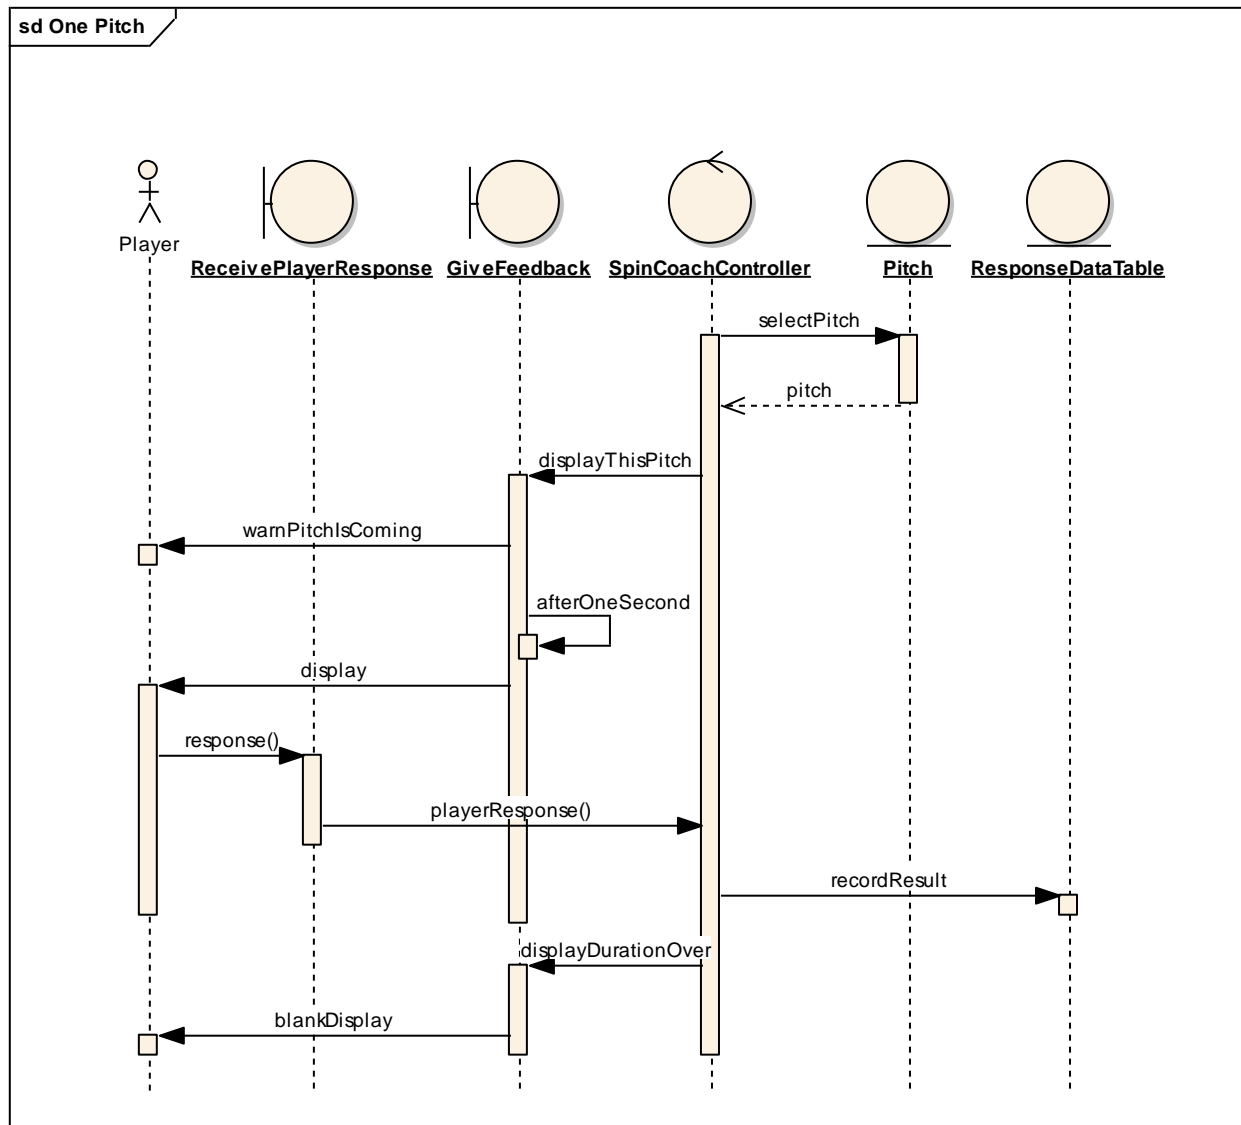 sd One Pitch
Player
ReceivePlayerResponse
GiveFeedback
SpinCoachController
Pitch
ResponseDataTable
selectPitch
pitch
displayThisPitch
warnPitchIsComing
afterOneSecond
display
response()
playerResponse()
recordResult
displayDurationOver
blankDisplay